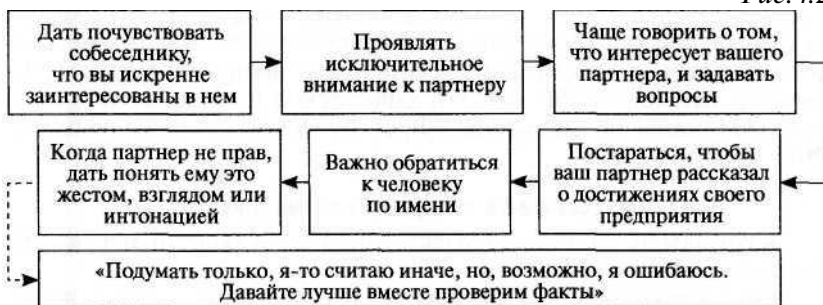 Дать почувствовать
собеседнику,
что вы искренне
заинтересованы в нем
Проявлять
исключительное
внимание к партнеру
Чаще говорить о том,
что интересует вашего
партнера, и задавать
вопросы
Постараться, чтобы
ваш партнер рассказал
о достижениях своего
предприятия
Важно обратиться
к человеку
по имени
Когда партнер не прав,
дать понять ему это
жестом, взглядом или
интонацией
«Подумать только, я-то считаю иначе, но, возможно, я ошибаюсь.
Давайте лучше вместе проверим факты»